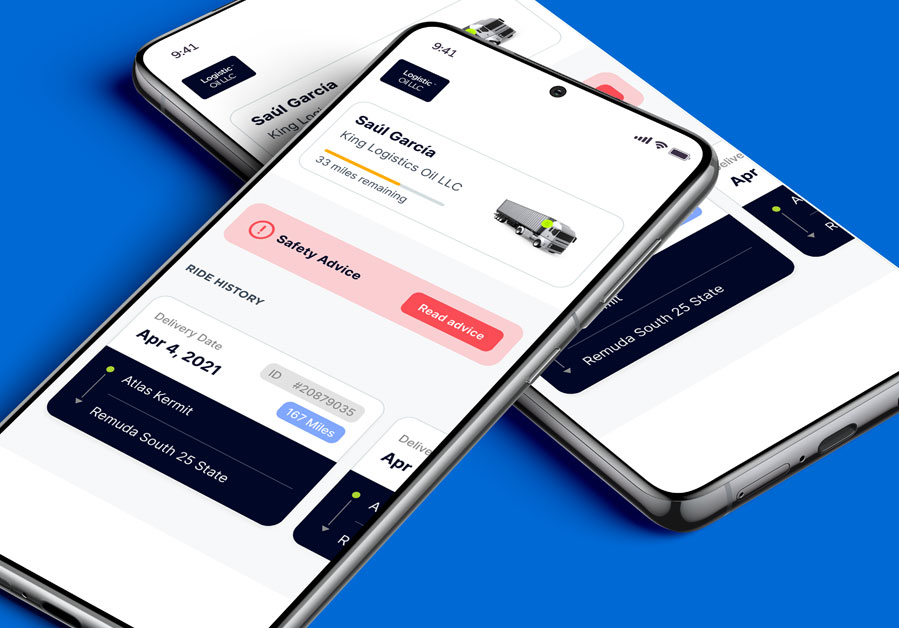 9:41
Logistic
Oil LLC
Saúl García
King Logistics Oil LLC
33 miles remaining
Safety Advice
Read advice
RIDE HISTORY
Delivery Date
Apr 4, 2021
ID #20879035
167 Miles
Atlas Kermit
Remuda South 25 State
Delive
Apr
A
R
9:41
Logistic
Oil LLC
Saúl García
King Logi
mit
Remuda South 25 State
Delive
Apr
A
R